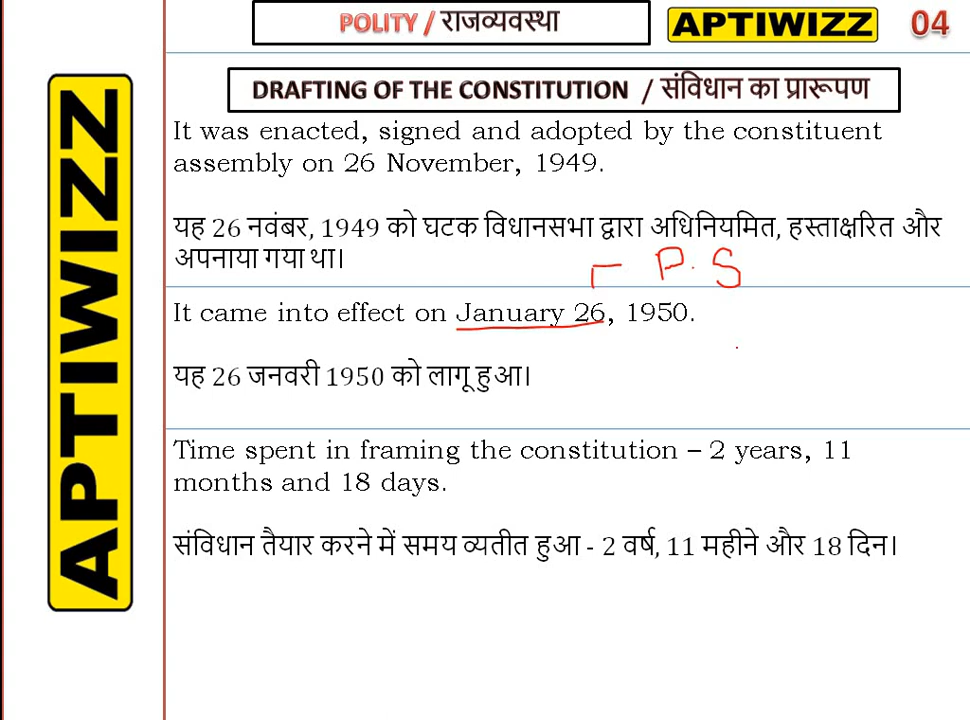 POLITY / राजव्यवस्था
APTIWIZZ
04
APTIWIZZ
DRAFTING OF THE CONSTITUTION / संविधान का प्रारूपण
It was enacted, signed and adopted by the constituent
assembly on 26 November, 1949.
यह 26 नवंबर, 1949 को घटक विधानसभा द्वारा अधिनियमित, हस्ताक्षरित और
अपनाया गया था।
P. S
It came into effect on January 26, 1950.
यह 26 जनवरी 1950 को लागू हुआ।
Time spent in framing the constitution – 2 years, 11
months and 18 days.
संविधान तैयार करने में समय व्यतीत हुआ - 2 वर्ष, 11 महीने और 18 दिन।